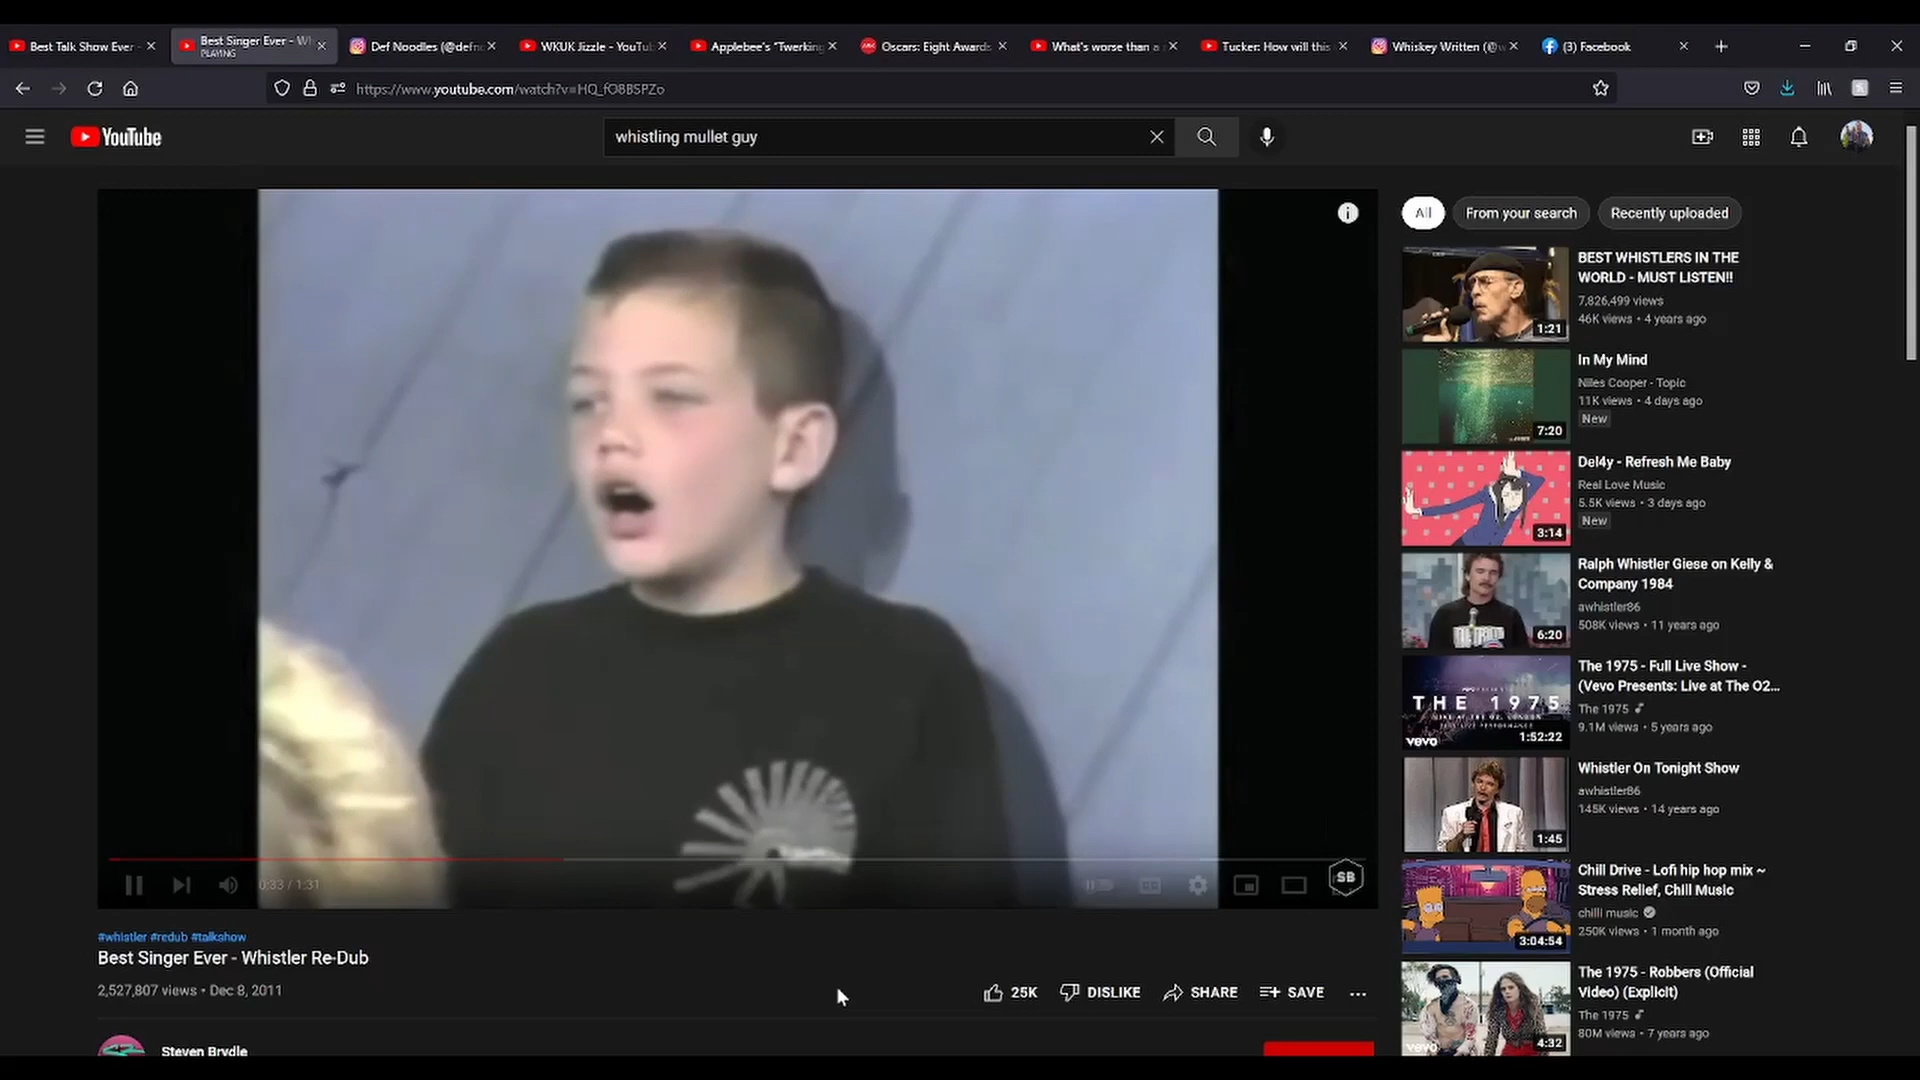 Best Talk Show Ever
Best Singer Ever - Wh
PLAYING
Def Noodles (@defn
WKUK Jizzle - YouTub
Applebee's "Twerking
Oscars: Eight Awards
What's worse than a
Tucker: How will this
Whiskey Written (@w
(3) Facebook
https://www.youtube.com/watch?v=HQ_fO8B5PZo
YouTube
whistling mullet guy
All
From your search
Recently uploaded
BEST WHISTLERS IN THE
WORLD - MUST LISTEN!!
7,826,499 views
46K views • 4 years ago
1:21
In My Mind
Niles Cooper - Topic
11K views • 4 days ago
New
7:20
Del4y - Refresh Me Baby
Real Love Music
5.5K views • 3 days ago
New
3:14
Ralph Whistler Giese on Kelly &
Company 1984
awhistler86
508K views • 11 years ago
6:20
The 1975 - Full Live Show -
(Vevo Presents: Live at The O2...
The 1975
9.1M views • 5 years ago
THE 1975
vevo
1:52:22
Whistler On Tonight Show
awhistler86
145K views • 14 years ago
1:45
Chill Drive - Lofi hip hop mix ~
Stress Relief, Chill Music
chilli music
250K views • 1 month ago
3:04:54
The 1975 - Robbers (Official
Video) (Explicit)
The 1975
80M views • 7 years ago
vevo
4:32
0:33 / 1:31
CC
SB
#whistler #redub #talkshow
Best Singer Ever - Whistler Re-Dub
2,527,807 views • Dec 8, 2011
25K
DISLIKE
SHARE
SAVE
Steven Brydle